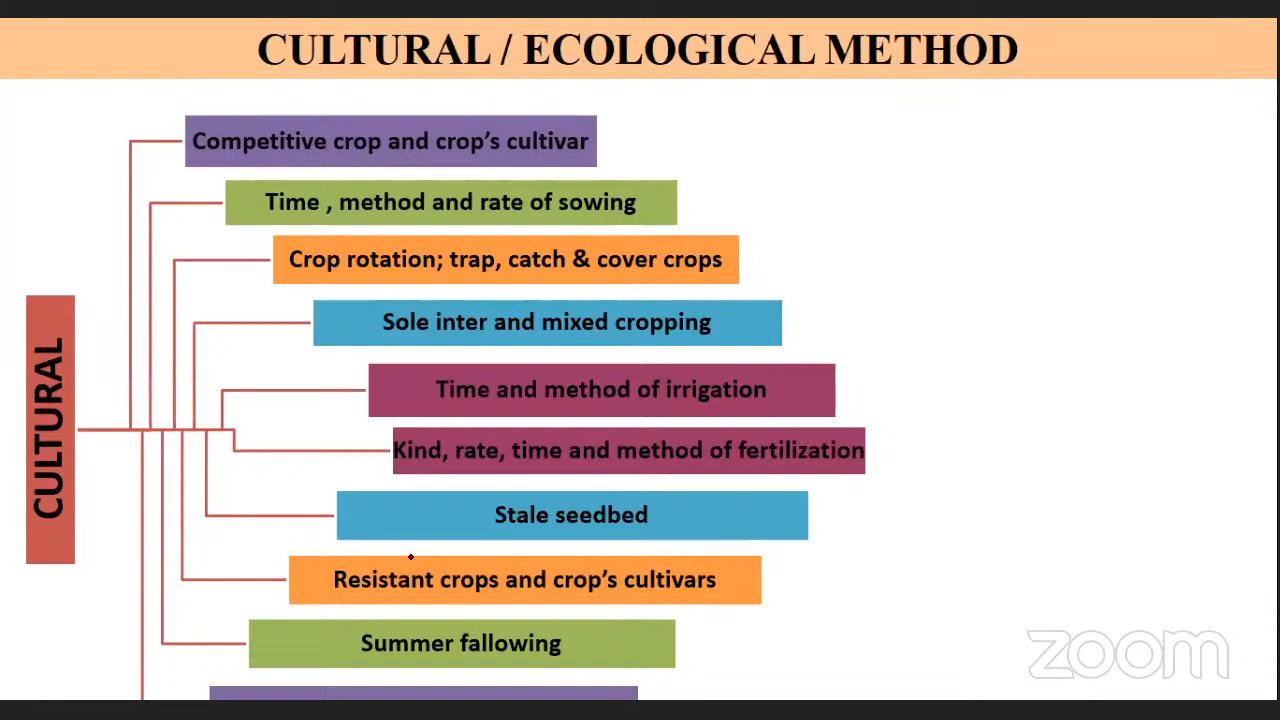 CULTURAL / ECOLOGICAL METHOD
Competitive crop and crop’s cultivar
Time , method and rate of sowing
Crop rotation; trap, catch & cover crops
Sole inter and mixed cropping
Time and method of irrigation
CULTURAL
Kind, rate, time and method of fertilization
Stale seedbed
Resistant crops and crop’s cultivars
Summer fallowing
zoom